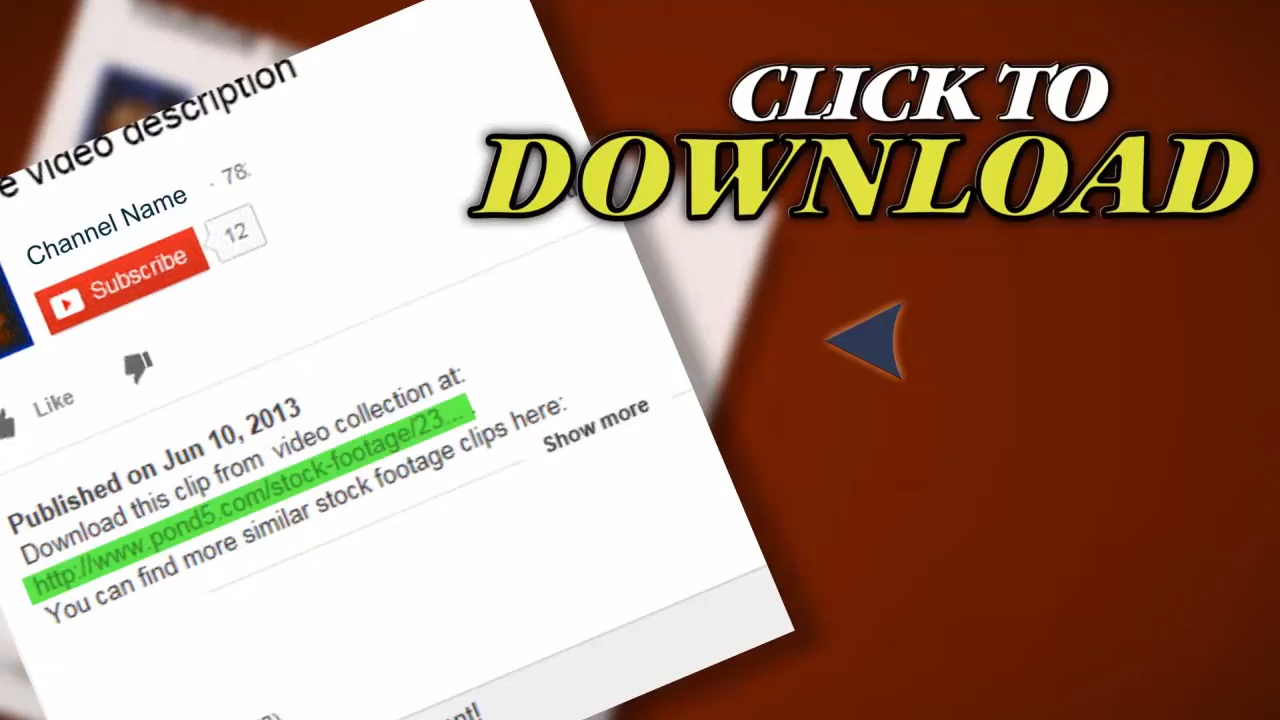 CLICK TO
DOWNLOAD
e video description
Channel Name · 78
Subscribe 12
Like
Published on Jun 10, 2013
Download this clip from video collection at:
http://www.pond5.com/stock-footage/23...
You can find more similar stock footage clips here:
Show more